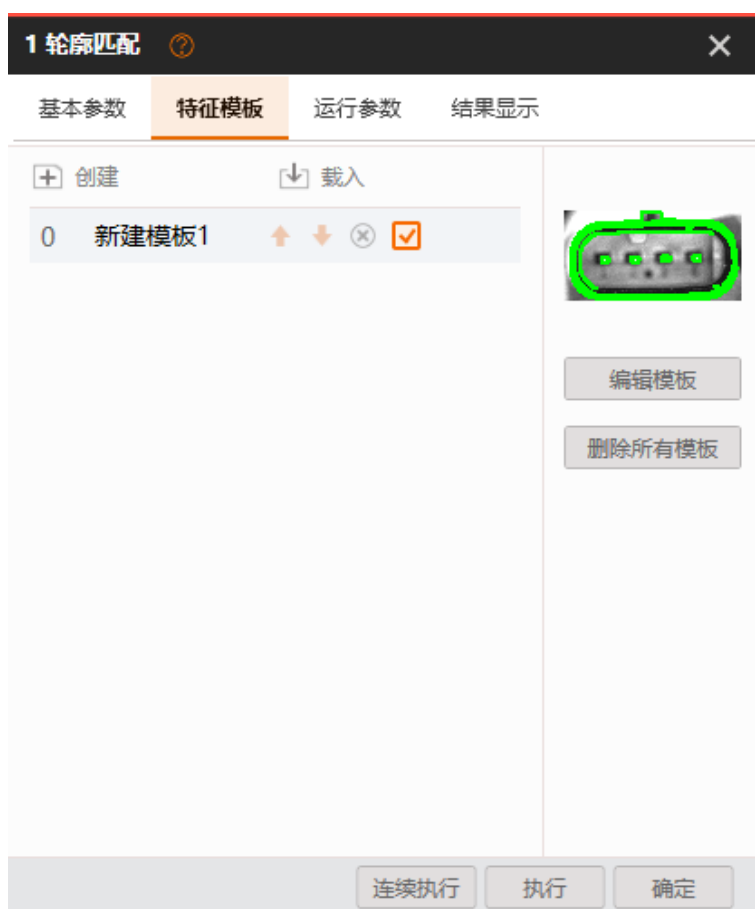 1 轮廓匹配 ?
基本参数 特征模板 运行参数 结果显示
创建 载入
0 新建模板1
编辑模板
删除所有模板
连续执行 执行 确定